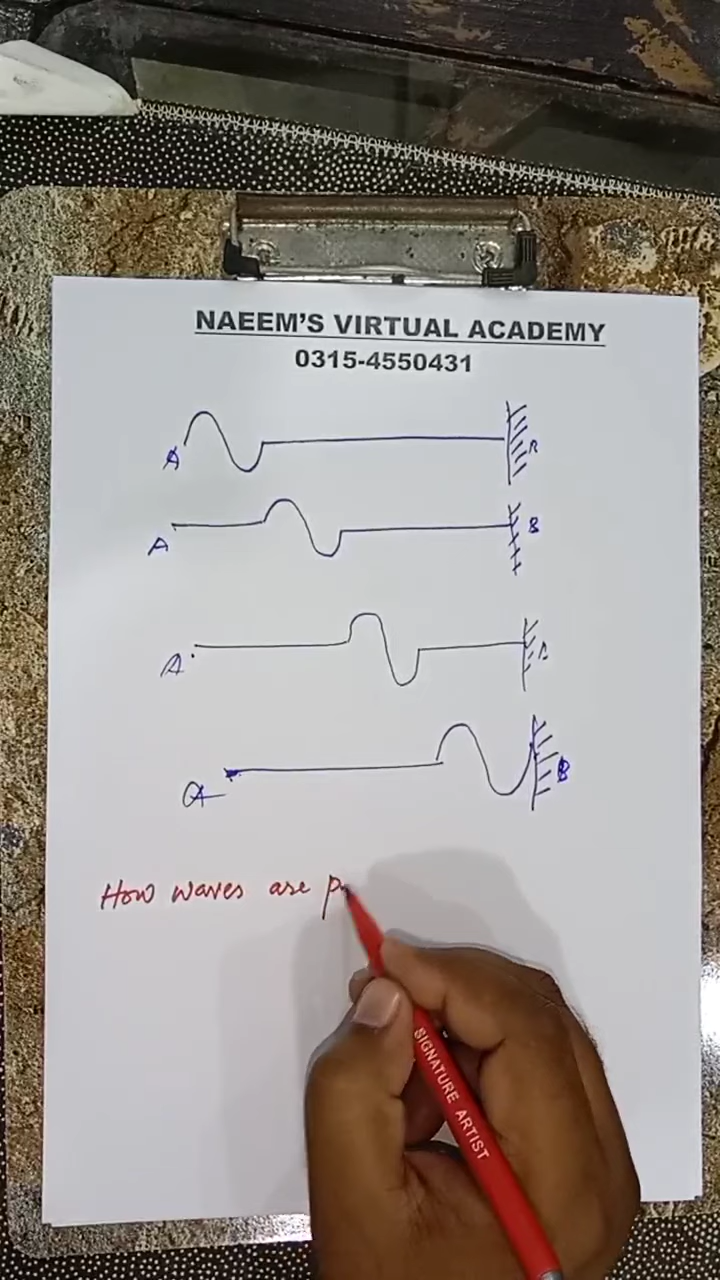 NAEEM'S VIRTUAL ACADEMY
0315-4550431
A
A B
A
A B
How waves are p
SIGNATURE ARTIST